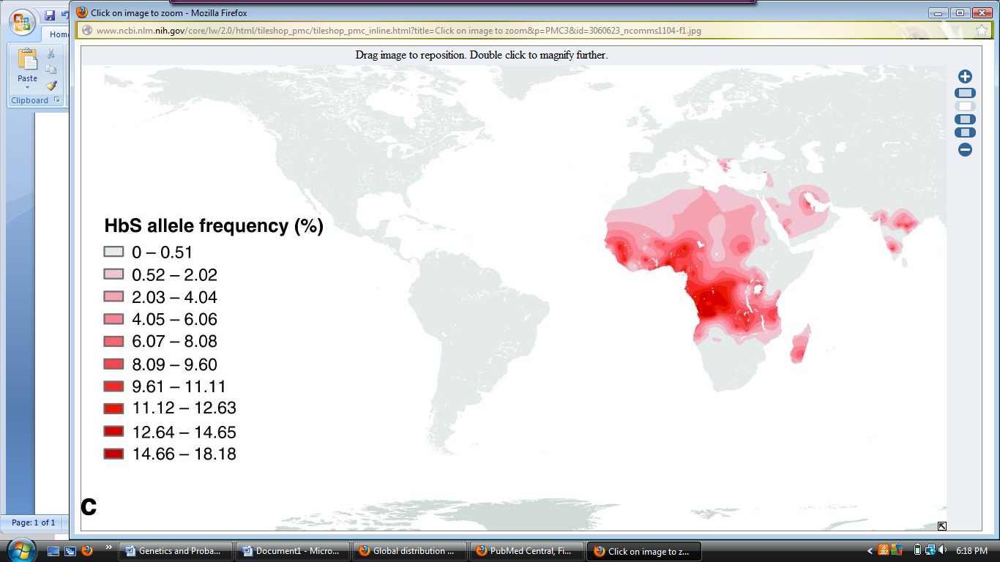 Click on image to zoom - Mozilla Firefox
www.ncbi.nlm.nih.gov/core/lw/2.0/html/tileshop_pmc/tileshop_pmc_inline.html?title=Click on image to zoom&p=PMC3&id=3060623_ncomms1104-f1.jpg
Hom
Paste
Clipboard
Drag image to reposition. Double click to magnify further.
HbS allele frequency (%)
0 – 0.51
0.52 – 2.02
2.03 – 4.04
4.05 – 6.06
6.07 – 8.08
8.09 – 9.60
9.61 – 11.11
11.12 – 12.63
12.64 – 14.65
14.66 – 18.18
c
Page: 1 of 1
Genetics and Proba...
Document1 - Micro...
Global distribution ...
PubMed Central, Fi...
Click on image to z...
6:18 PM